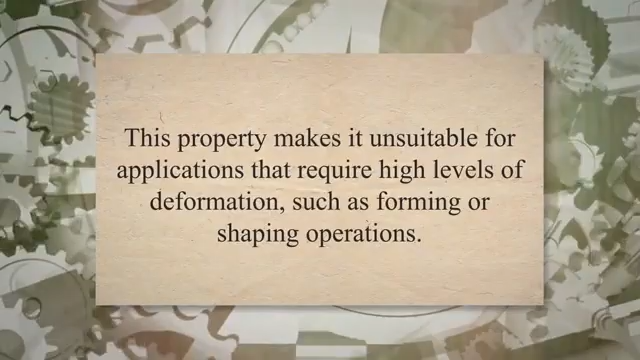 This property makes it unsuitable for
applications that require high levels of
deformation, such as forming or
shaping operations.